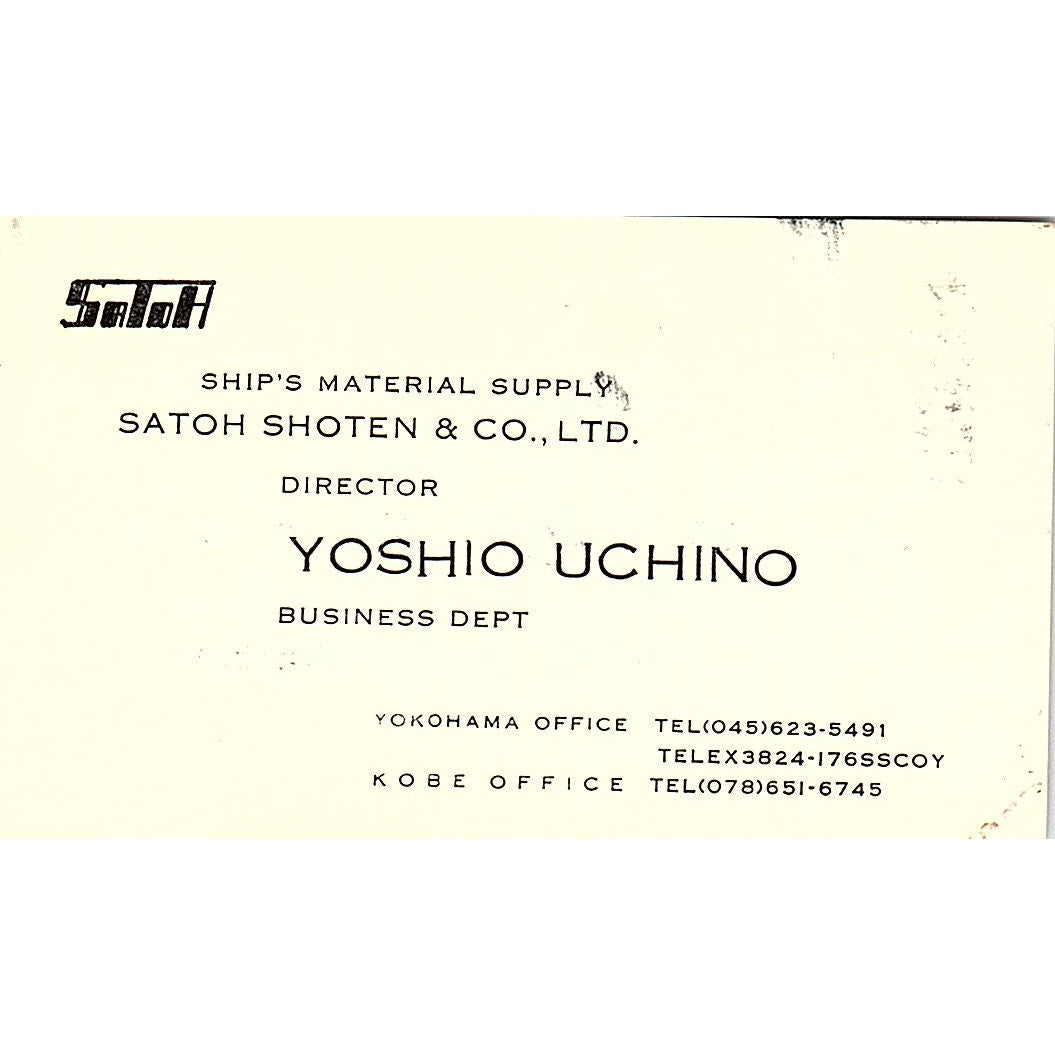 SATOH
SHIP'S MATERIAL SUPPLY
SATOH SHOTEN & CO., LTD.
DIRECTOR
YOSHIO UCHINO
BUSINESS DEPT
YOKOHAMA OFFICE TEL(045)623-5491
TELEX3824-176SSCOY
KOBE OFFICE TEL(078)651-6745